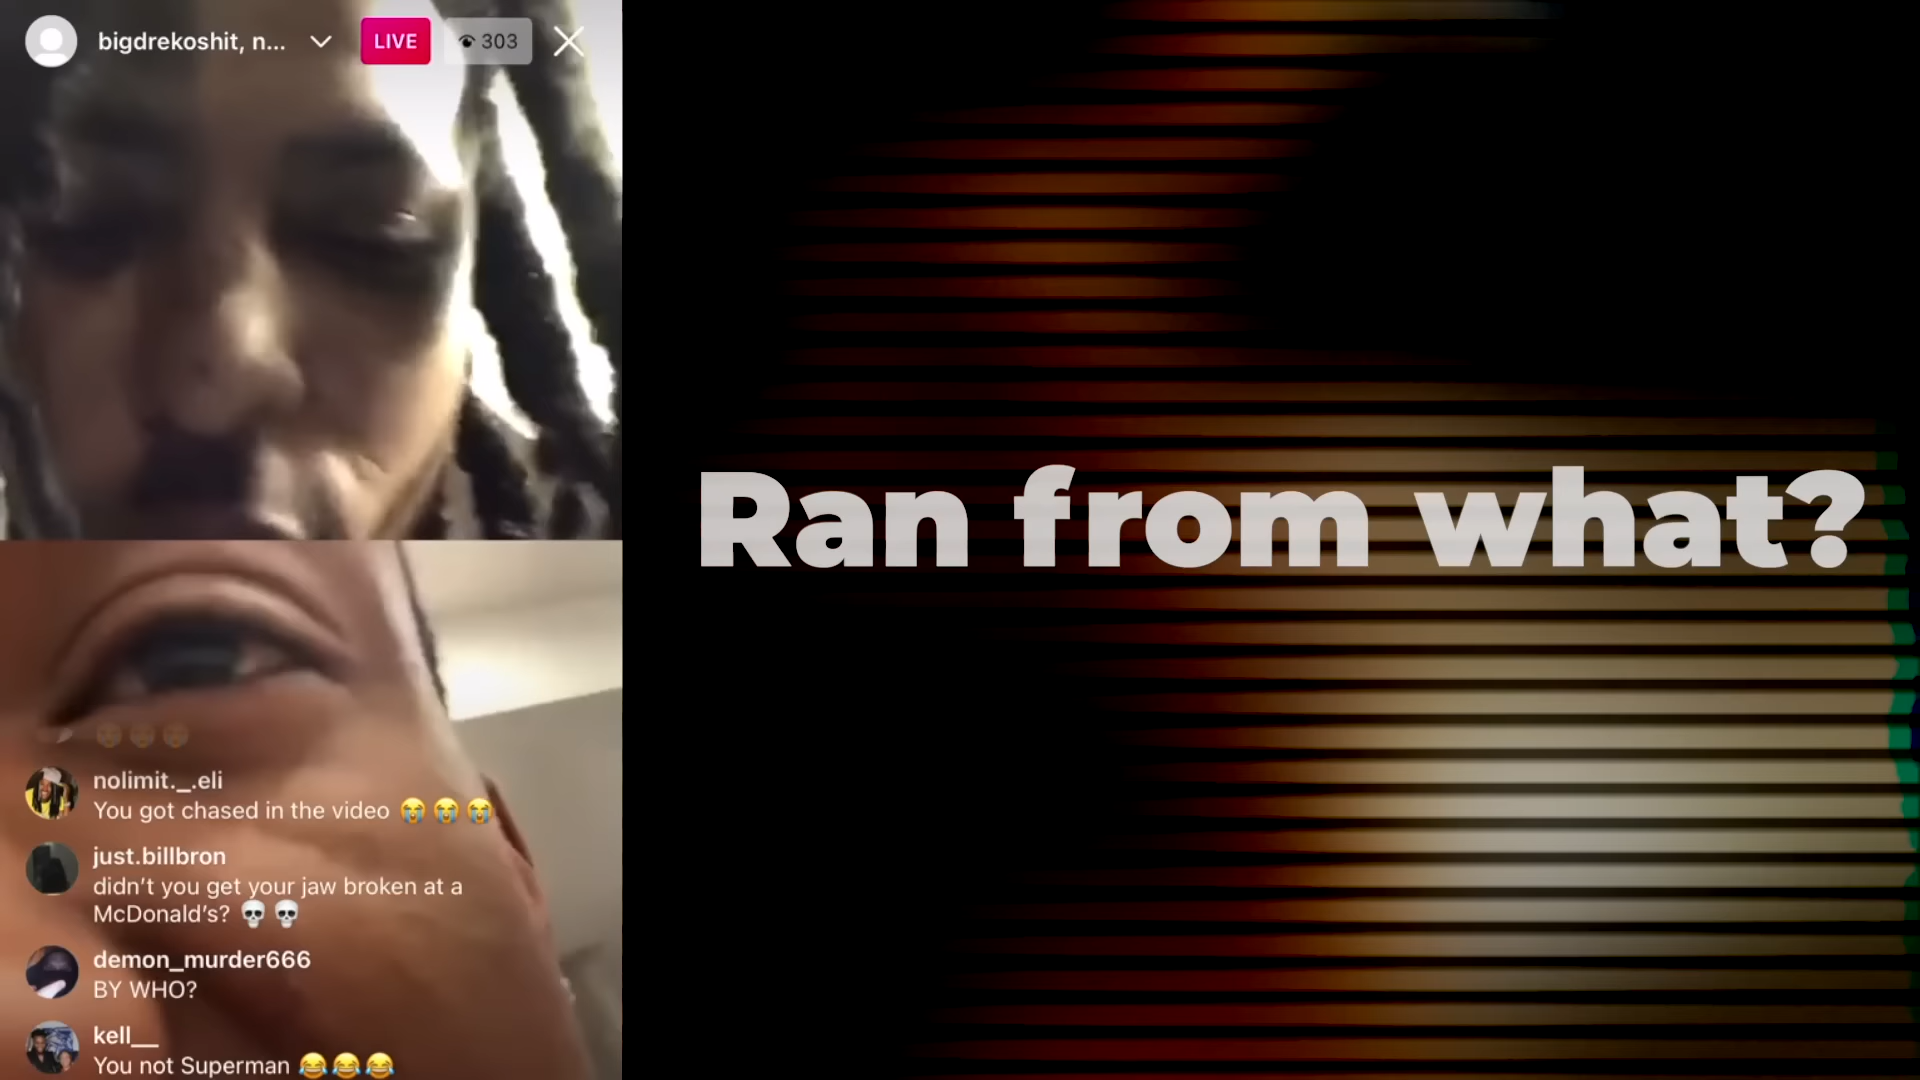 bigdrekoshit, n...
LIVE
303
nolimit._.eli
You got chased in the video 😭😭😭
just.billbron
didn't you get your jaw broken at a
McDonald's? 💀💀
demon_murder666
BY WHO?
kell__
You not Superman 😂😂😂
Ran from what?